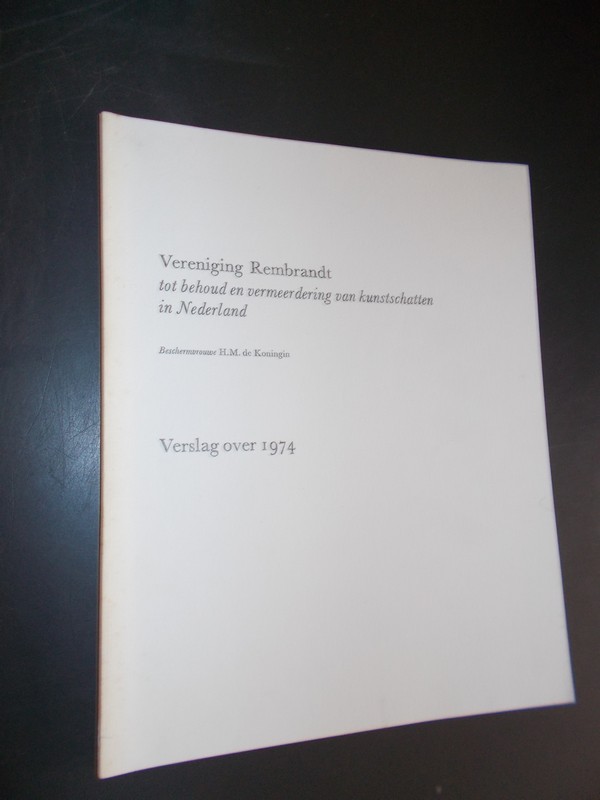 Vereniging Rembrandt
tot behoud en vermeerdering van kunstschatten
in Nederland
Beschermvrouwe H.M. de Koningin
Verslag over 1974